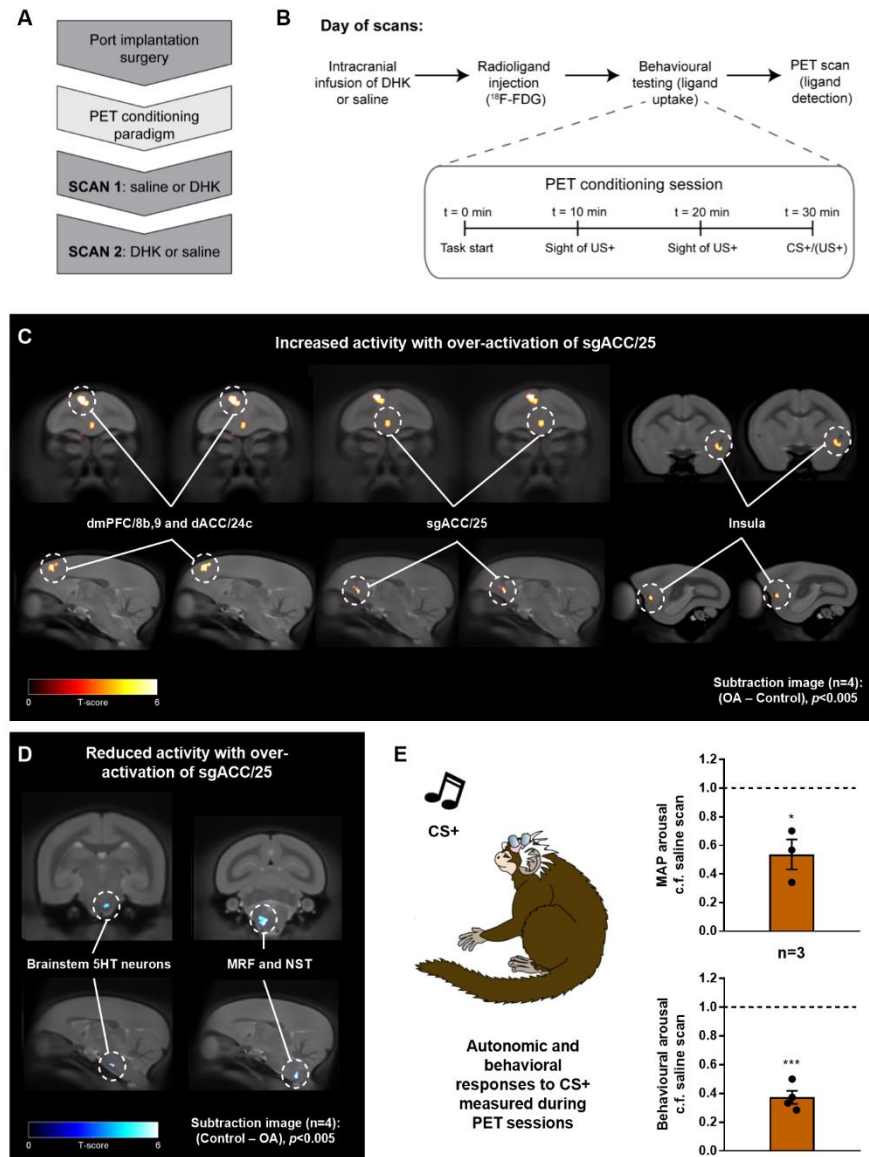 A
Port implantation
surgery
PET conditioning
paradigm
SCAN 1: saline or DHK
SCAN 2: DHK or saline
B
Day of scans:
Intracranial
infusion of DHK
or saline
Radioligand
injection
(18F-FDG)
Behavioural
testing (ligand
uptake)
PET scan
(ligand
detection)
PET conditioning session
t = 0 min
t = 10 min
t = 20 min
t = 30 min
Task start
Sight of US+
Sight of US+
CS+/(US+)
C
Increased activity with over-activation of sgACC/25
dmPFC/8b,9 and dACC/24c
sgACC/25
Insula
0
T-score
6
Subtraction image (n=4):
(OA – Control), p<0.005
D
Reduced activity with over-
activation of sgACC/25
Brainstem 5HT neurons
MRF and NST
0
T-score
6
Subtraction image (n=4):
(Control – OA), p<0.005
E
CS+
Autonomic and
behavioral
responses to CS+
measured during
PET sessions
MAP arousal
c.f. saline scan
1.2
1.0
0.8
0.6
0.4
0.2
0.0
*
n=3
Behavioural arousal
c.f. saline scan
1.2
1.0
0.8
0.6
0.4
0.2
0.0
***